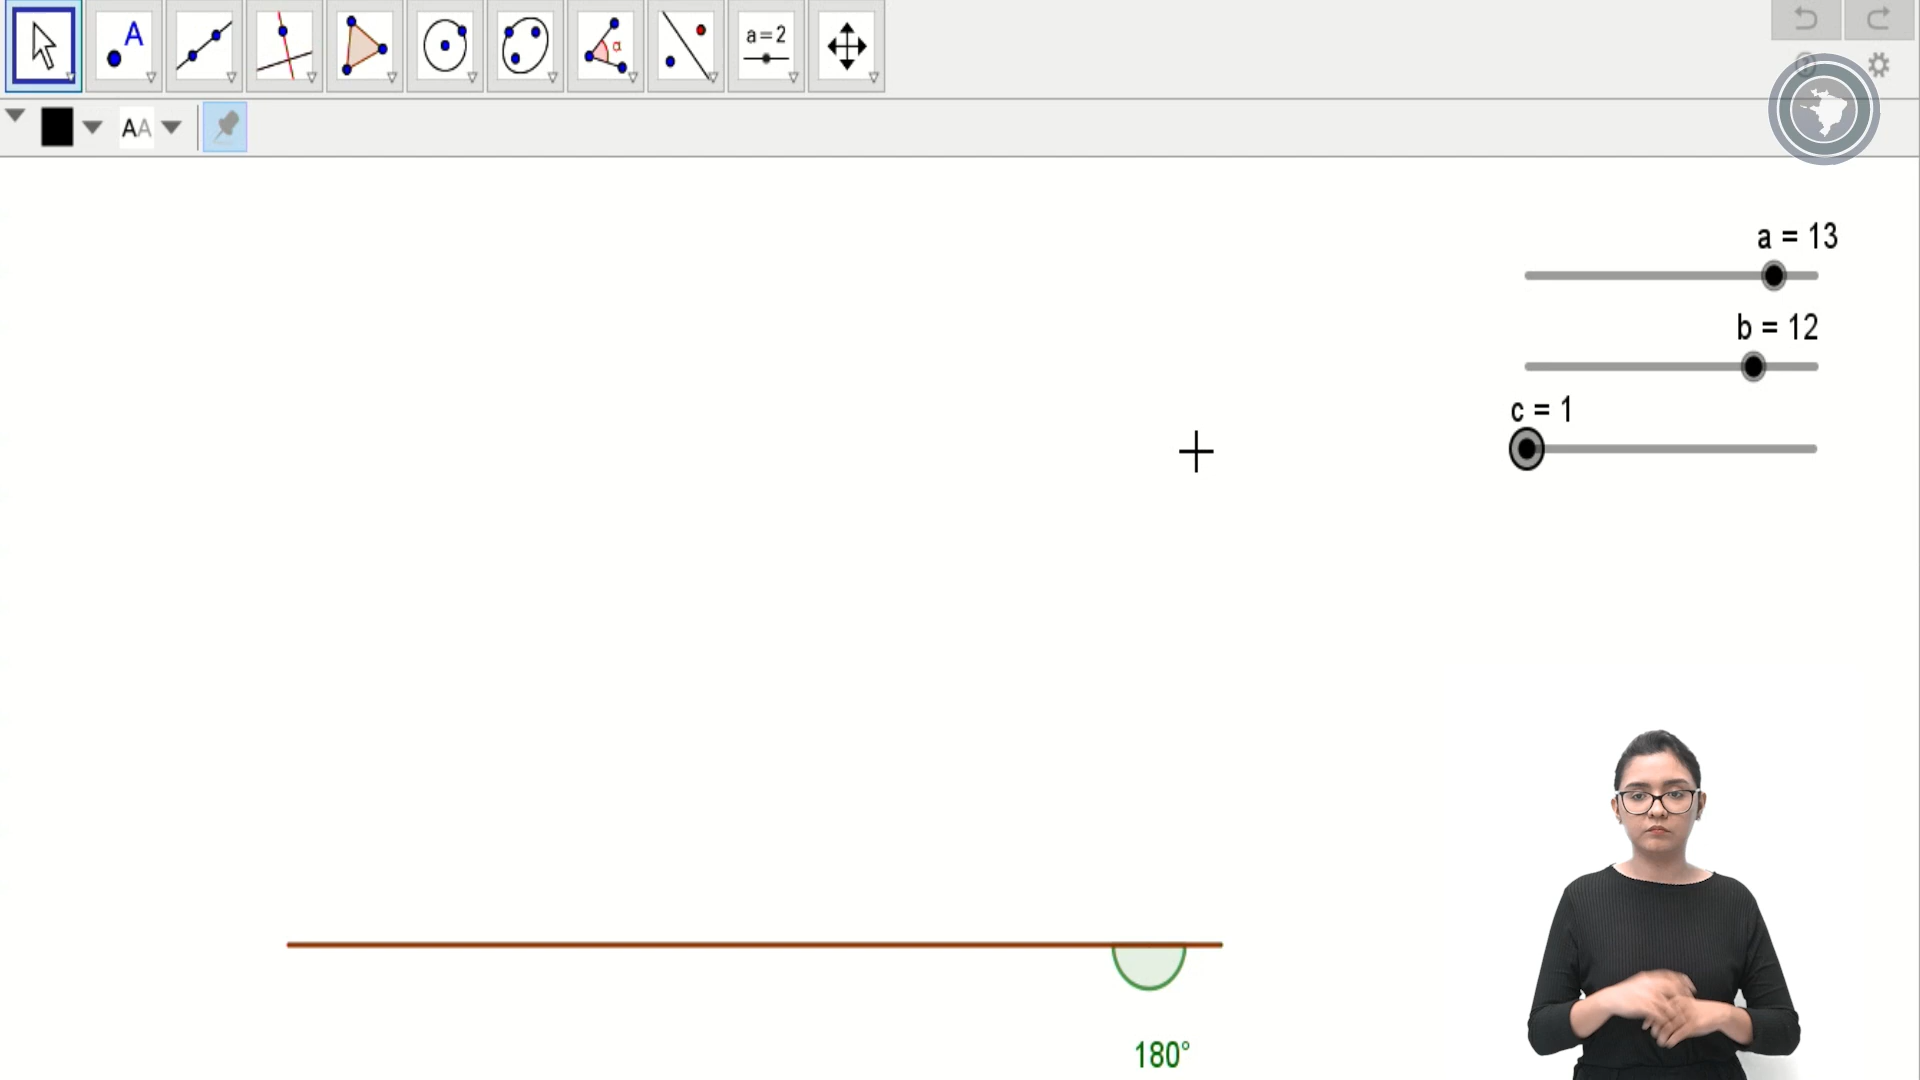 A
α
a=2
AA
a = 13
b = 12
c = 1
180°